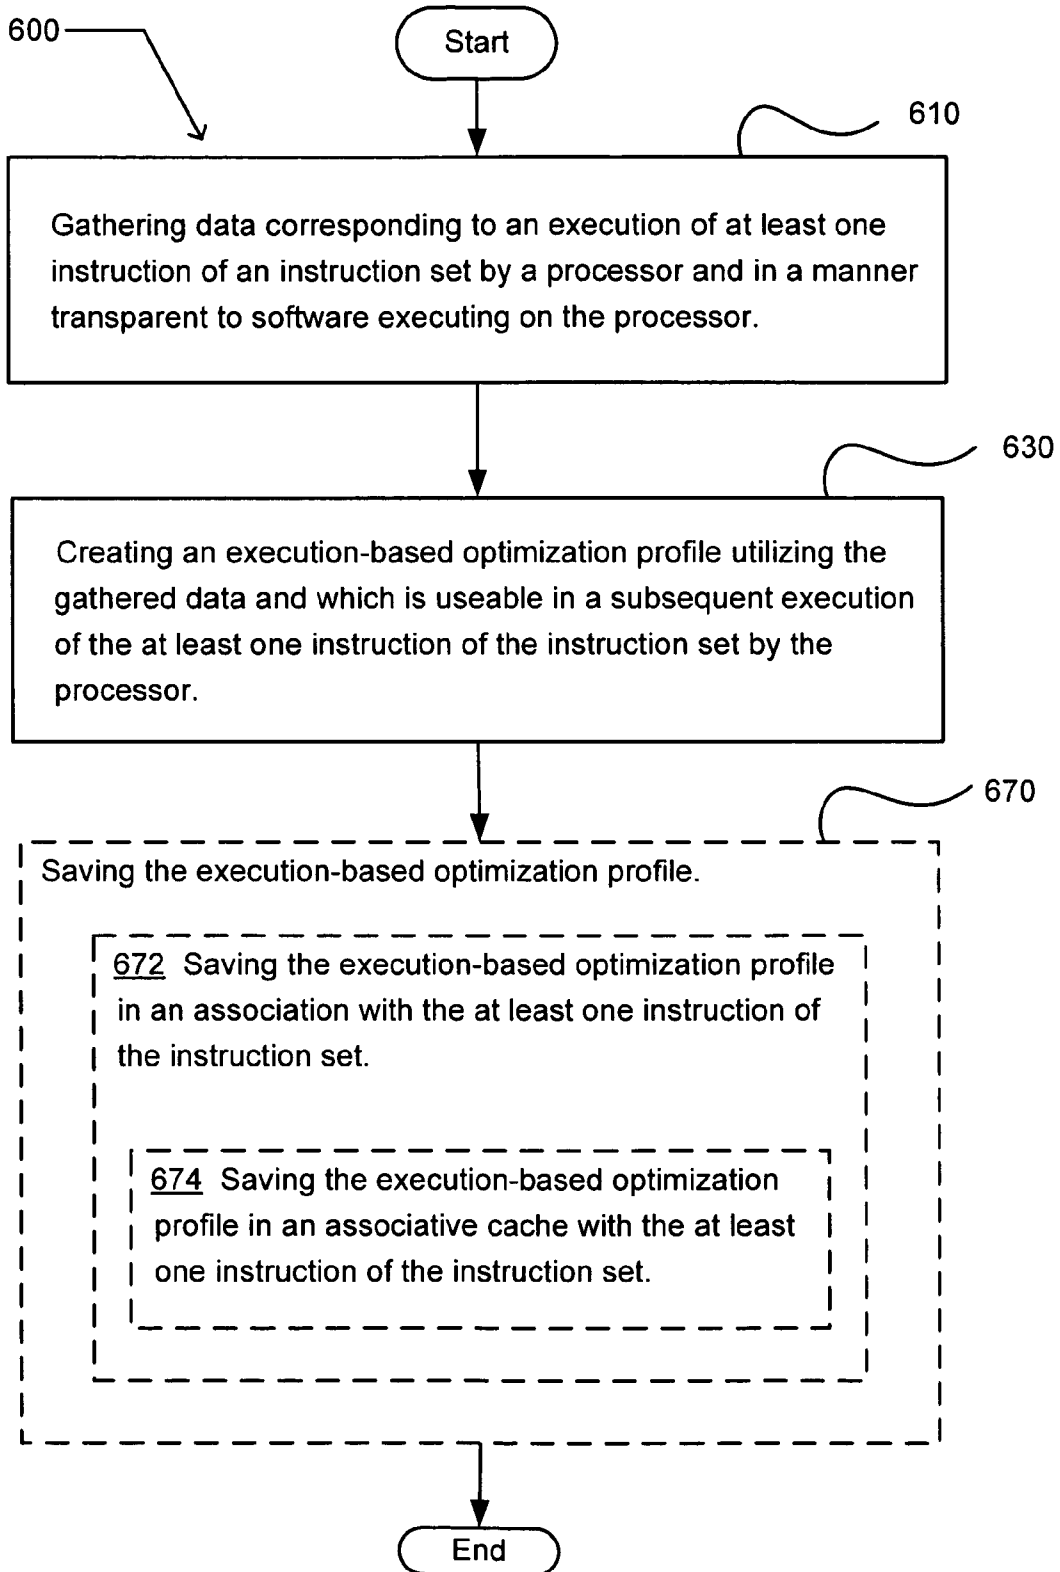 600
Start
610
Gathering data corresponding to an execution of at least one
instruction of an instruction set by a processor and in a manner
transparent to software executing on the processor.
630
Creating an execution-based optimization profile utilizing the
gathered data and which is useable in a subsequent execution
of the at least one instruction of the instruction set by the
processor.
670
Saving the execution-based optimization profile.
672 Saving the execution-based optimization profile
in an association with the at least one instruction of
the instruction set.
674 Saving the execution-based optimization
profile in an associative cache with the at least
one instruction of the instruction set.
End